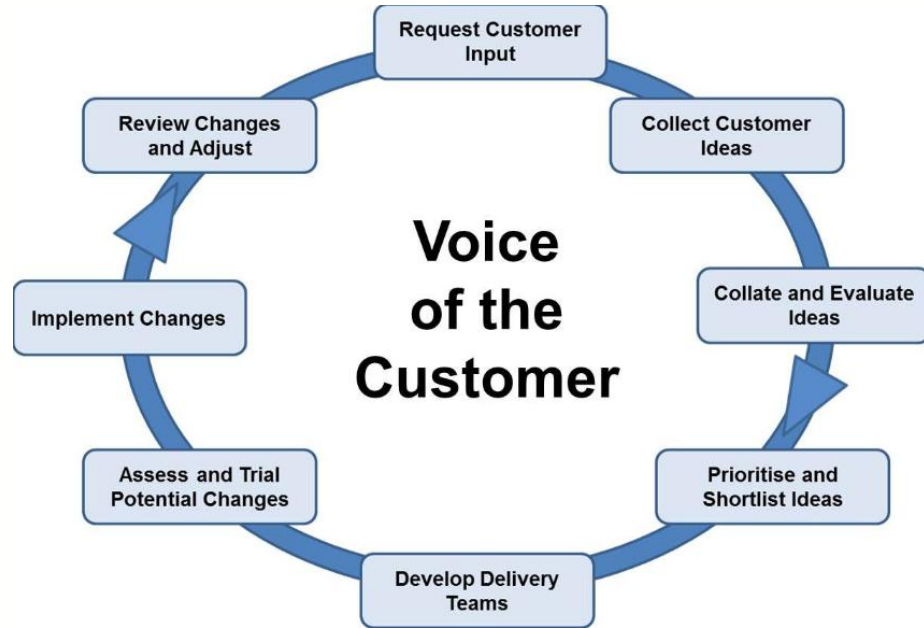 Request Customer
Input
Collect Customer
Ideas
Collate and Evaluate
Ideas
Prioritise and
Shortlist Ideas
Develop Delivery
Teams
Assess and Trial
Potential Changes
Implement Changes
Review Changes
and Adjust
Voice
of the
Customer